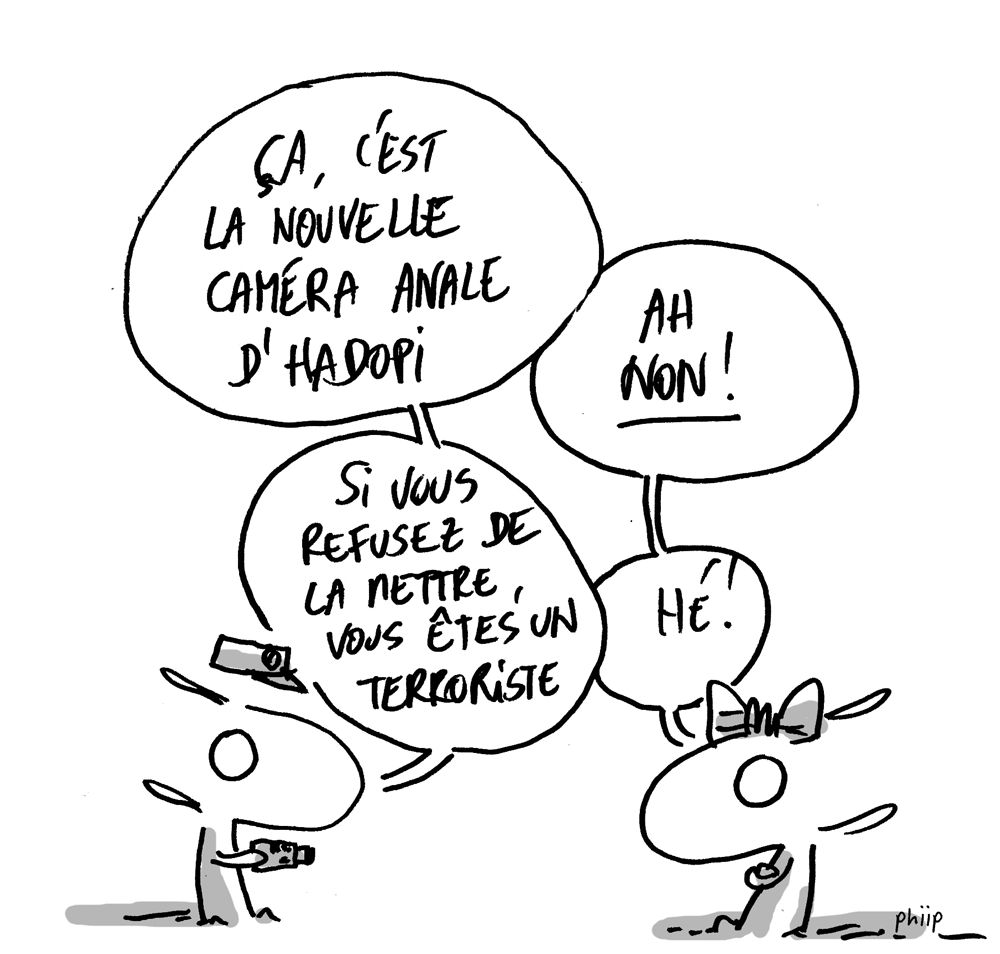 ÇA, C'EST
LA NOUVELLE
CAMÉRA ANALE
D'HADOPi
AH
NON !
Si VOUS
REFUSEZ DE
LA METTRE,
VOUS ÊTES UN
TERRORiSTE
HÉ !
phiip